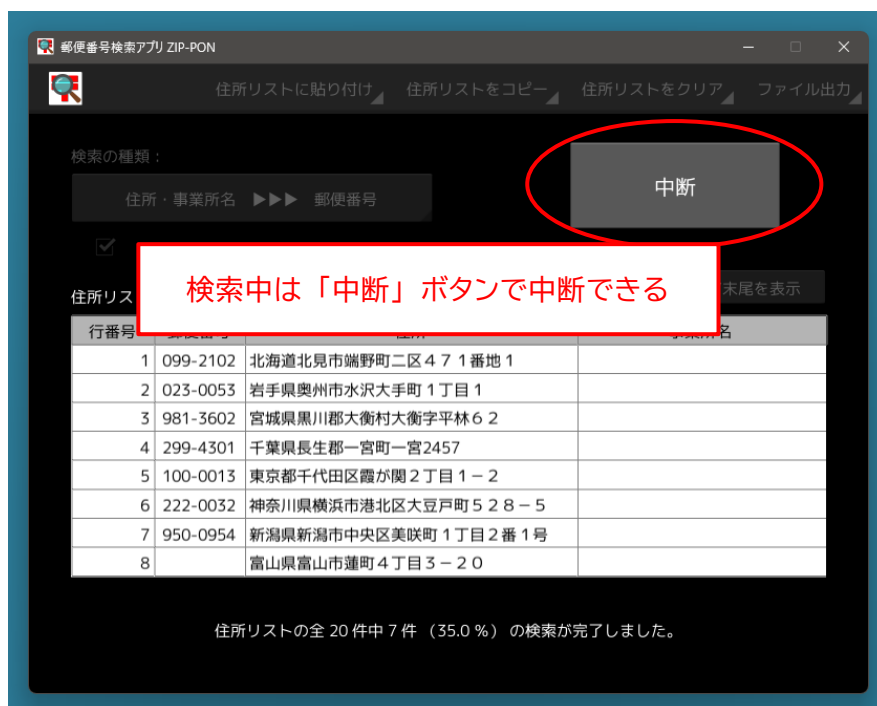 郵便番号検索アプリ ZIP-PON
住所リストに貼り付け 住所リストをコピー 住所リストをクリア ファイル出力
検索の種類：
住所・事業所名 ▶▶▶ 郵便番号
中断
検索中は「中断」ボタンで中断できる
住所リス 末尾を表示
行番号
1 099-2102 北海道北見市端野町二区４７１番地１
2 023-0053 岩手県奥州市水沢大手町１丁目１
3 981-3602 宮城県黒川郡大衡村大衡字平林６２
4 299-4301 千葉県長生郡一宮町一宮2457
5 100-0013 東京都千代田区霞が関２丁目１−２
6 222-0032 神奈川県横浜市港北区大豆戸町５２８−５
7 950-0954 新潟県新潟市中央区美咲町１丁目２番１号
8 富山県富山市蓮町４丁目３−２０
住所リストの全 20 件中 7 件 （35.0 %） の検索が完了しました。